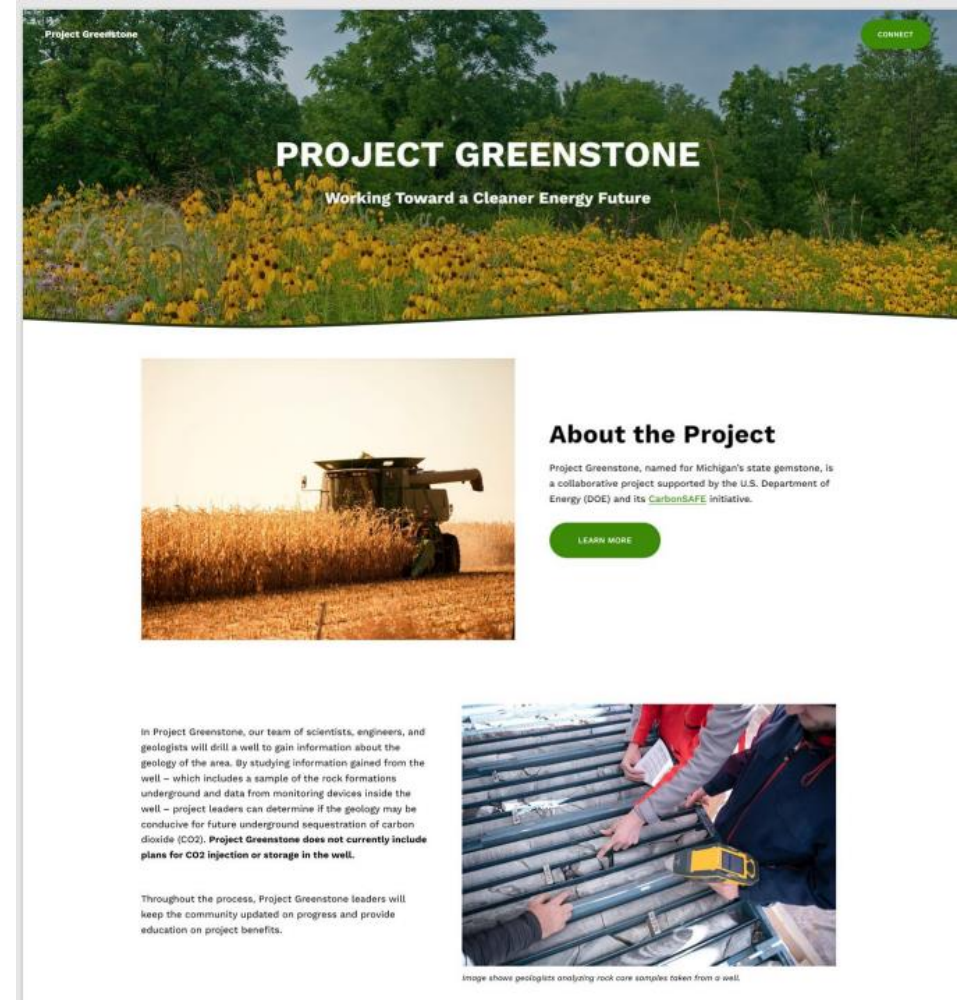 Project Greenstone
CONNECT
PROJECT GREENSTONE
Working Toward a Cleaner Energy Future
About the Project
Project Greenstone, named for Michigan's state gemstone, is
a collaborative project supported by the U.S. Department of
Energy (DOE) and its CarbonSAFE initiative.
LEARN MORE
In Project Greenstone, our team of scientists, engineers, and
geologists will drill a well to gain information about the
geology of the area. By studying information gained from the
well – which includes a sample of the rock formations
underground and data from monitoring devices inside the
well – project leaders can determine if the geology may be
conducive for future underground sequestration of carbon
dioxide (CO2). Project Greenstone does not currently include
plans for CO2 injection or storage in the well.
Throughout the process, Project Greenstone leaders will
keep the community updated on progress and provide
education on project benefits.
Image shows geologists analyzing rock core samples taken from a well.